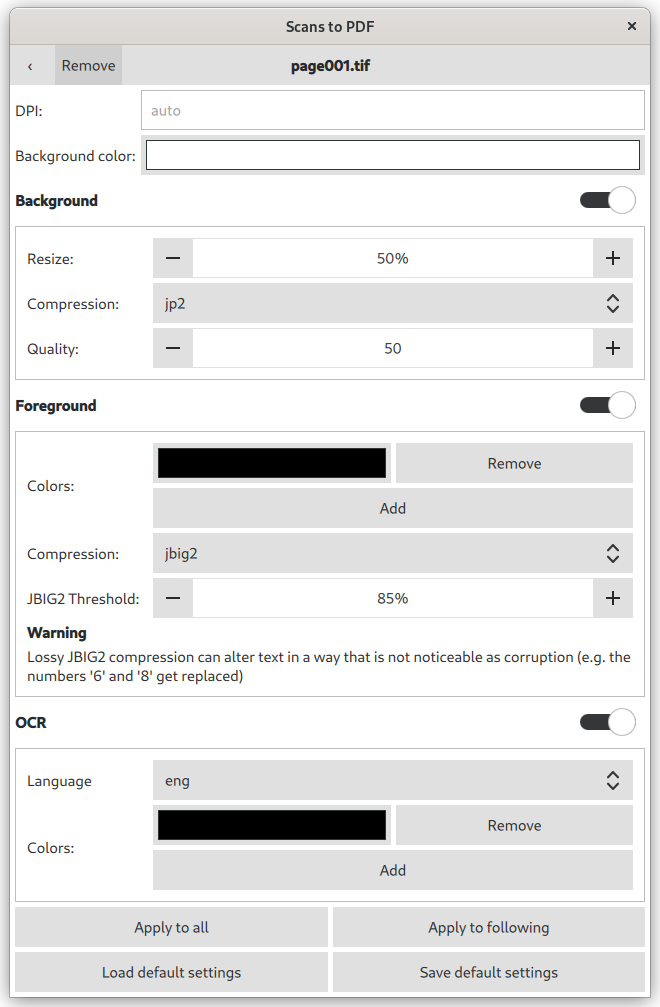 Scans to PDF ×
‹ Remove page001.tif
DPI: auto
Background color:
Background
Resize: — 50% +
Compression: jp2
Quality: — 50 +
Foreground
Colors: Remove
Add
Compression: jbig2
JBIG2 Threshold: — 85% +
Warning
Lossy JBIG2 compression can alter text in a way that is not noticeable as corruption (e.g. the
numbers '6' and '8' get replaced)
OCR
Language eng
Colors: Remove
Add
Apply to all Apply to following
Load default settings Save default settings